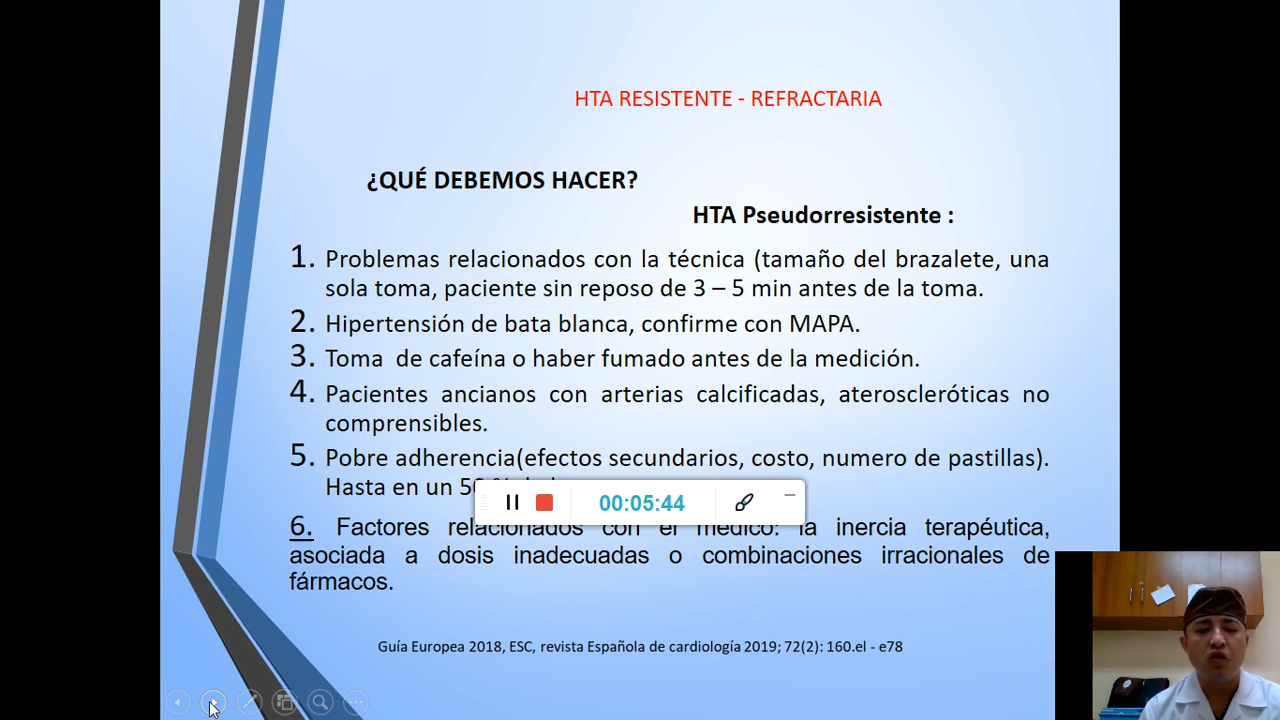 HTA RESISTENTE - REFRACTARIA
¿QUÉ DEBEMOS HACER?
HTA Pseudorresistente :
1. Problemas relacionados con la técnica (tamaño del brazalete, una
sola toma, paciente sin reposo de 3 – 5 min antes de la toma.
2. Hipertensión de bata blanca, confirme con MAPA.
3. Toma de cafeína o haber fumado antes de la medición.
4. Pacientes ancianos con arterias calcificadas, ateroscleróticas no
comprensibles.
5. Pobre adherencia(efectos secundarios, costo, numero de pastillas).
Hasta en un
00:05:44
6. Factores relacionados con el médico: la inercia terapéutica,
asociada a dosis inadecuadas o combinaciones irracionales de
fármacos.
Guía Europea 2018, ESC, revista Española de cardiología 2019; 72(2): 160.el - e78